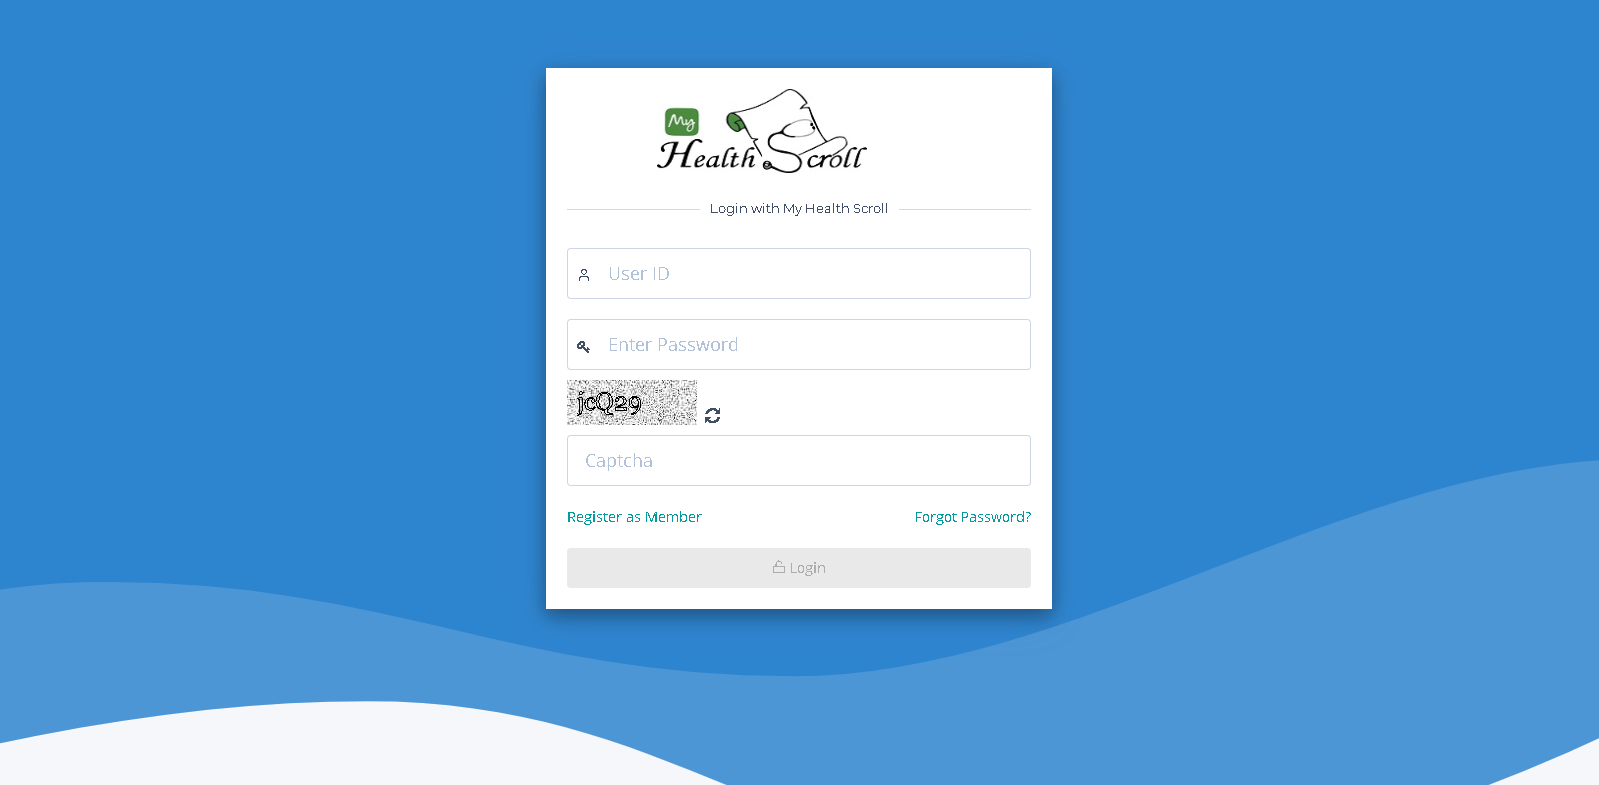 My
Health Scroll
Login with My Health Scroll
User ID
Enter Password
jcQ29
Captcha
Register as Member
Forgot Password?
Login